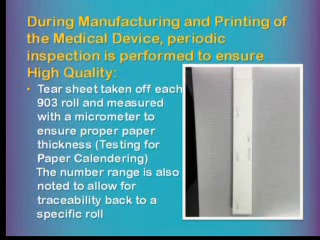 During Manufacturing and Printing of
the Medical Device, periodic
inspection is performed to ensure
High Quality:
• Tear sheet taken off each
903 roll and measured
with a micrometer to
ensure proper paper
thickness (Testing for
Paper Calendering)
The number range is also
noted to allow for
traceability back to a
specific roll